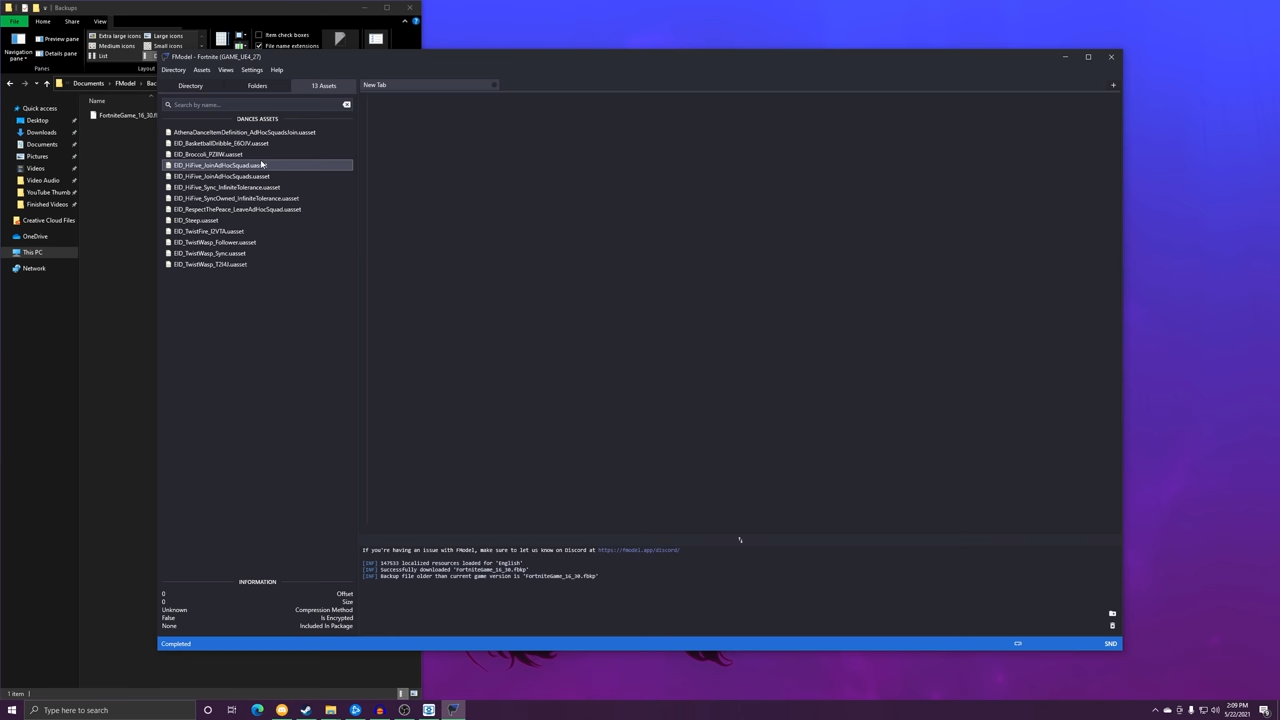 Backups
File
Home
Share
View
Navigation pane
Preview pane
Details pane
Panes
Extra large icons
Large icons
Medium icons
Small icons
List
Layout
Item check boxes
File name extensions
Documents
FModel
Name
FortniteGame_16_30.f
Quick access
Desktop
Downloads
Documents
Pictures
Videos
Video Audio
YouTube Thumb
Finished Videos
Creative Cloud Files
OneDrive
This PC
Network
1 item
FModel - Fortnite (GAME_UE4_27)
Directory Assets Views Settings Help
Directory Folders 13 Assets
Search by name...
DANCES ASSETS
AthenaDanceItemDefinition_AdHocSquadsJoin.uasset
EID_BasketballDribble_E6OJV.uasset
EID_Broccoli_PZIIW.uasset
EID_HiFive_JoinAdHocSquad.uasset
EID_HiFive_JoinAdHocSquads.uasset
EID_HiFive_Sync_InfiniteTolerance.uasset
EID_HiFive_SyncOwned_InfiniteTolerance.uasset
EID_RespectThePeace_LeaveAdHocSquad.uasset
EID_Steep.uasset
EID_TwistFire_I2VTA.uasset
EID_TwistWasp_Follower.uasset
EID_TwistWasp_Sync.uasset
EID_TwistWasp_T2I4J.uasset
INFORMATION
0 Offset
0 Size
Unknown Compression Method
False Is Encrypted
None Included In Package
Completed
New Tab
If you're having an issue with FModel, make sure to let us know on Discord at https://fmodel.app/discord/
[INF] 147533 localized resources loaded for 'English'
[INF] Successfully downloaded 'FortniteGame_16_30.fbkp'
[INF] Backup file older than current game version is 'FortniteGame_16_30.fbkp'
SND
Type here to search
2:09 PM
5/22/2021